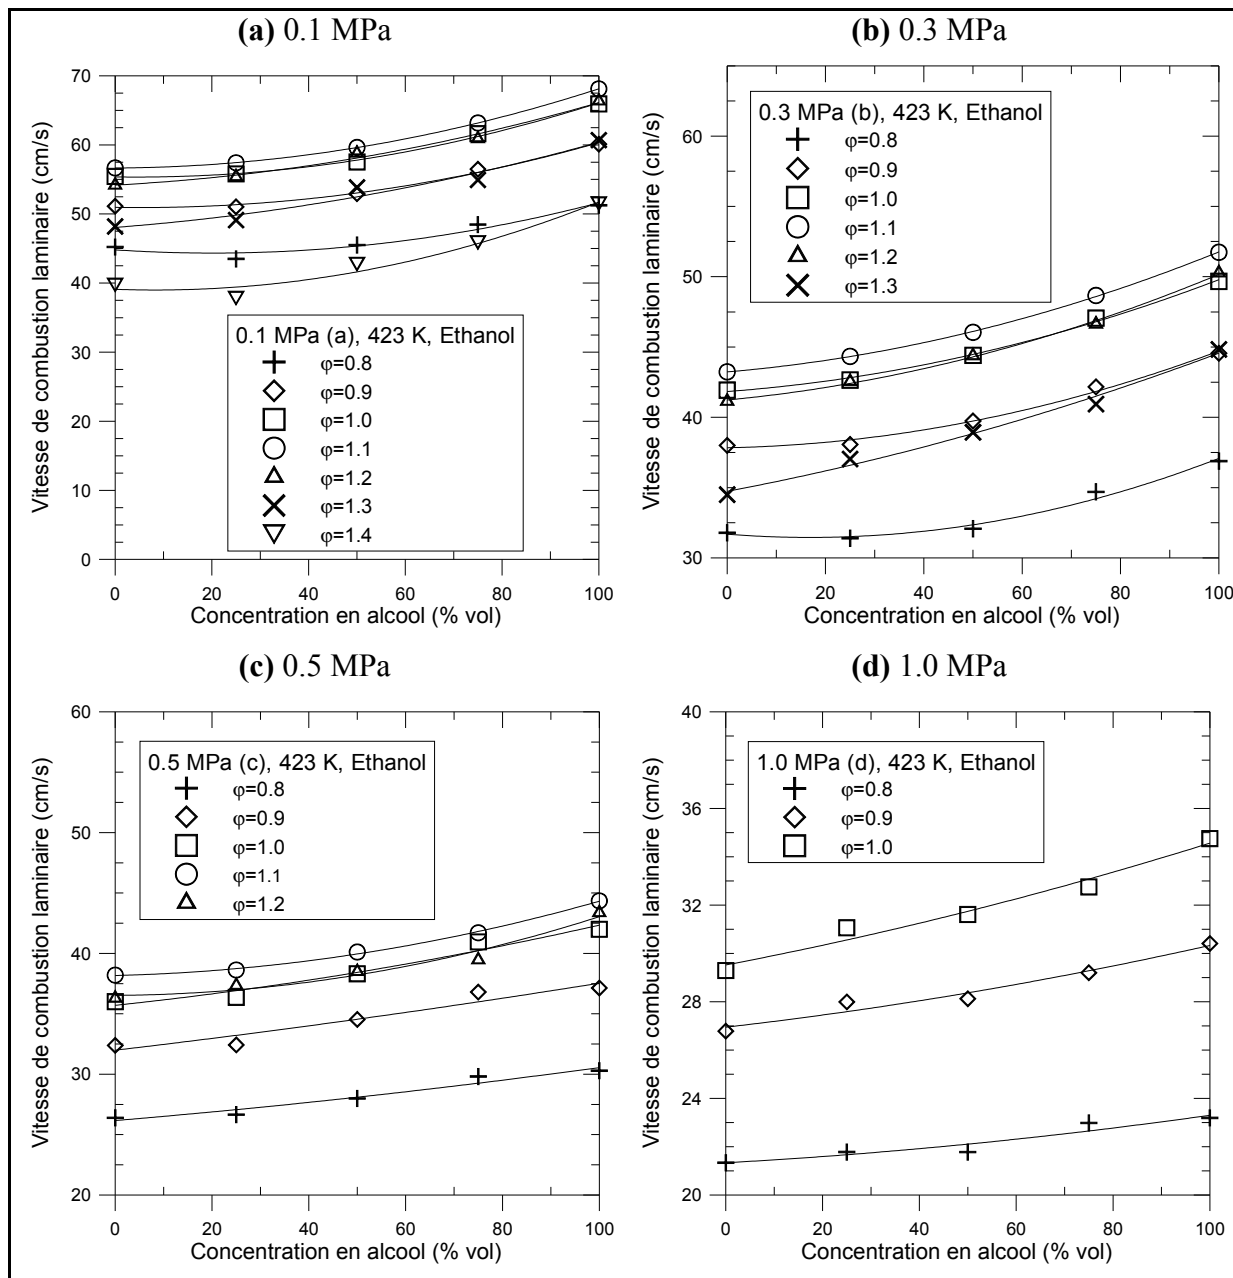 (a) 0.1 MPa
70
60
50
40
30
20
10
0
Vitesse de combustion laminaire (cm/s)
0.1 MPa (a), 423 K, Ethanol
φ=0.8
φ=0.9
φ=1.0
φ=1.1
φ=1.2
φ=1.3
φ=1.4
0 20 40 60 80 100
Concentration en alcool (% vol)
(b) 0.3 MPa
60
50
40
30
Vitesse de combustion laminaire (cm/s)
0.3 MPa (b), 423 K, Ethanol
φ=0.8
φ=0.9
φ=1.0
φ=1.1
φ=1.2
φ=1.3
0 20 40 60 80 100
Concentration en alcool (% vol)
(c) 0.5 MPa
60
50
40
30
20
Vitesse de combustion laminaire (cm/s)
0.5 MPa (c), 423 K, Ethanol
φ=0.8
φ=0.9
φ=1.0
φ=1.1
φ=1.2
0 20 40 60 80 100
Concentration en alcool (% vol)
(d) 1.0 MPa
40
36
32
28
24
20
Vitesse de combustion laminaire (cm/s)
1.0 MPa (d), 423 K, Ethanol
φ=0.8
φ=0.9
φ=1.0
0 20 40 60 80 100
Concentration en alcool (% vol)